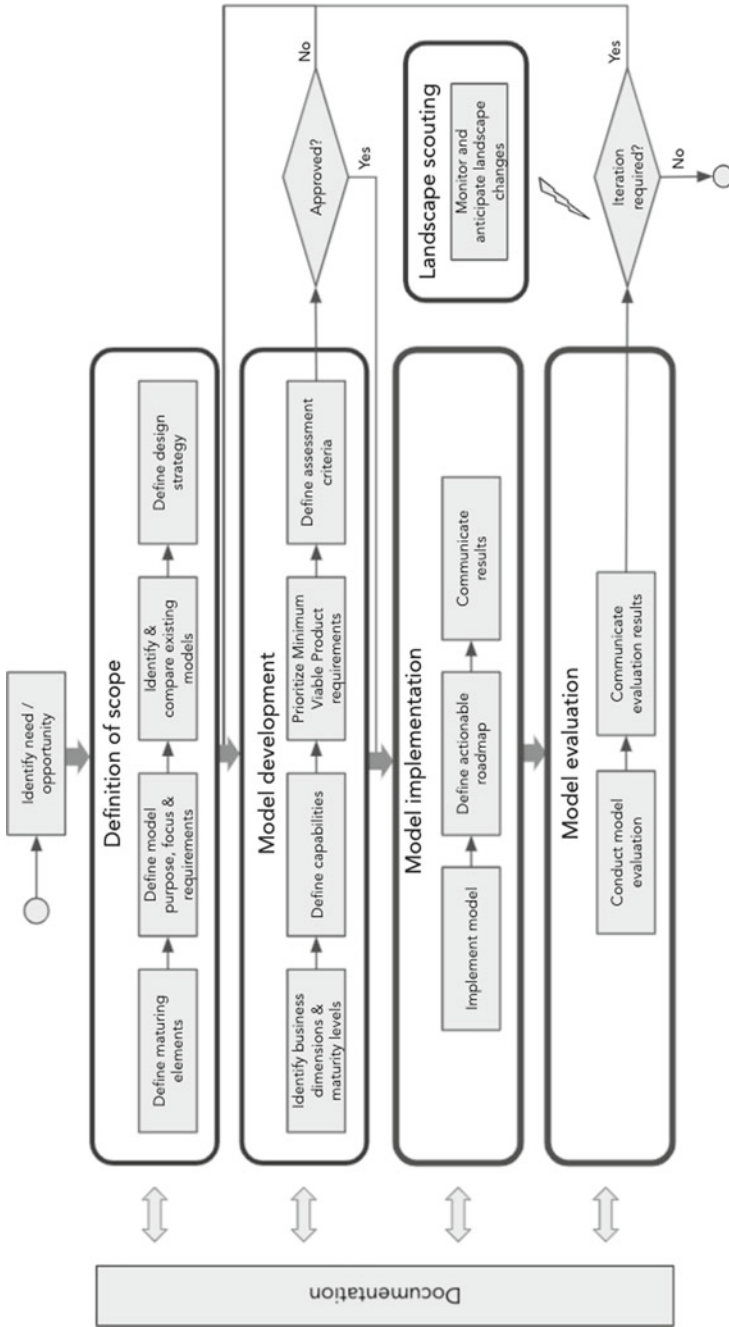 Identify need /
opportunity
Definition of scope
Define maturing
elements
Define model
purpose, focus &
requirements
Identify &
compare existing
models
Define design
strategy
Model development
Identify business
dimensions &
maturity levels
Define capabilities
Prioritize Minimum
Viable Product
requirements
Define assessment
criteria
Approved?
No
Yes
Model implementation
Implement model
Define actionable
roadmap
Communicate
results
Landscape scouting
Monitor and
anticipate landscape
changes
Model evaluation
Conduct model
evaluation
Communicate
evaluation results
Iteration
required?
Yes
No
Documentation